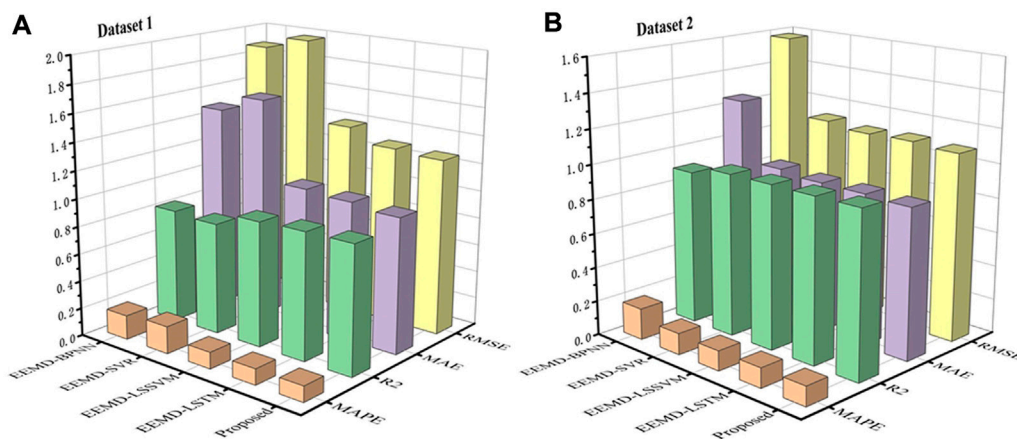 A
Dataset 1
2.0
1.8
1.6
1.4
1.2
1.0
0.8
0.6
0.4
0.2
0.0
EEMD-BPNN
EEMD-SVR
EEMD-LSSVM
EEMD-LSTM
Proposed
MAPE
R2
MAE
RMSE
B
Dataset 2
1.6
1.4
1.2
1.0
0.8
0.6
0.4
0.2
0.0
EEMD-BPNN
EEMD-SVR
EEMD-LSSVM
EEMD-LSTM
Proposed
MAPE
R2
MAE
RMSE